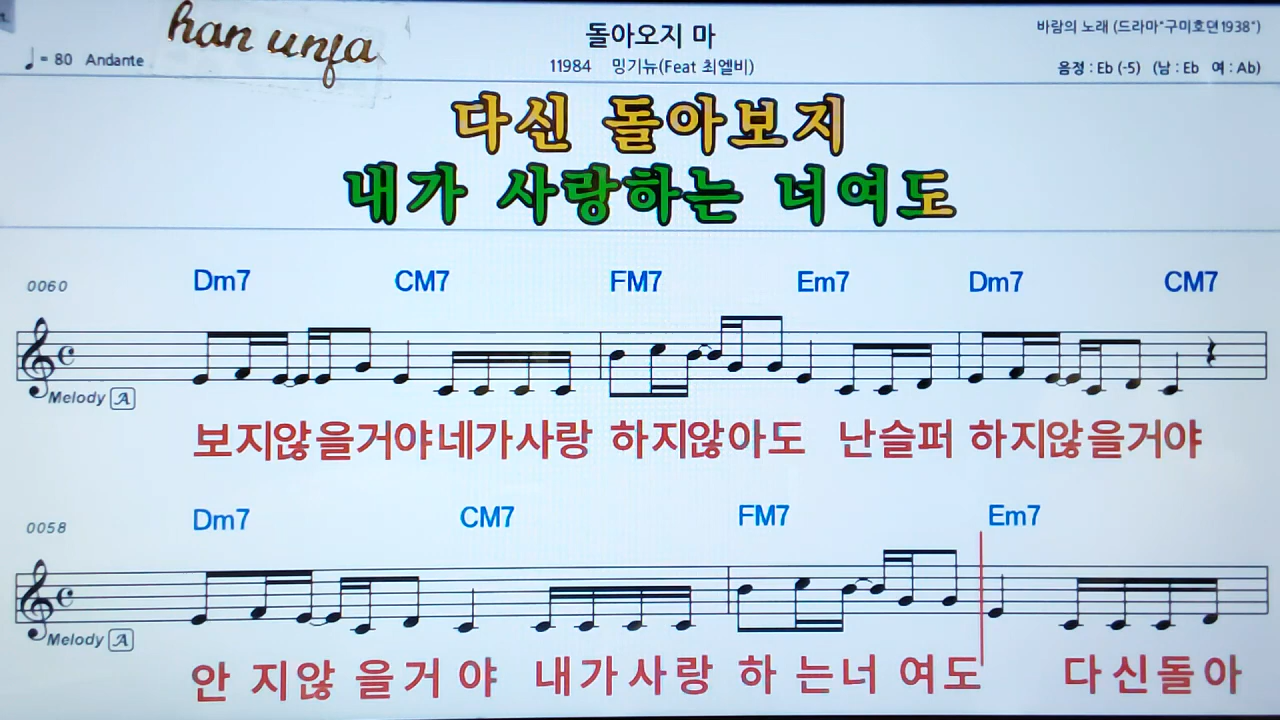 han unfa
돌아오지 마
바람의 노래 (드라마"구미호뎐1938")
♩ = 80 Andante
11984 밍기뉴(Feat 최엘비)
음정 : Eb (-5) (남 : Eb 여 : Ab)
다신 돌아보지
내가 사랑하는 너여도
0060 Dm7 CM7 FM7 Em7 Dm7 CM7
Melody A
보지않을거야네가사랑 하지않아도 난슬퍼 하지않을거야
0058 Dm7 CM7 FM7 Em7
Melody A
안 지않 을거 야 내가사랑 하 는너 여도 다신돌아